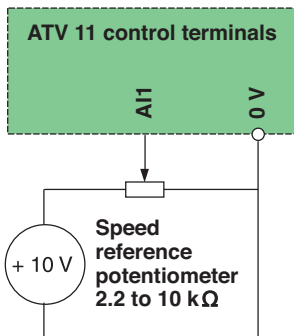 ATV 11 control terminals
AI1
0 V
+ 10 V
Speed
reference
potentiometer
2.2 to 10 kΩ